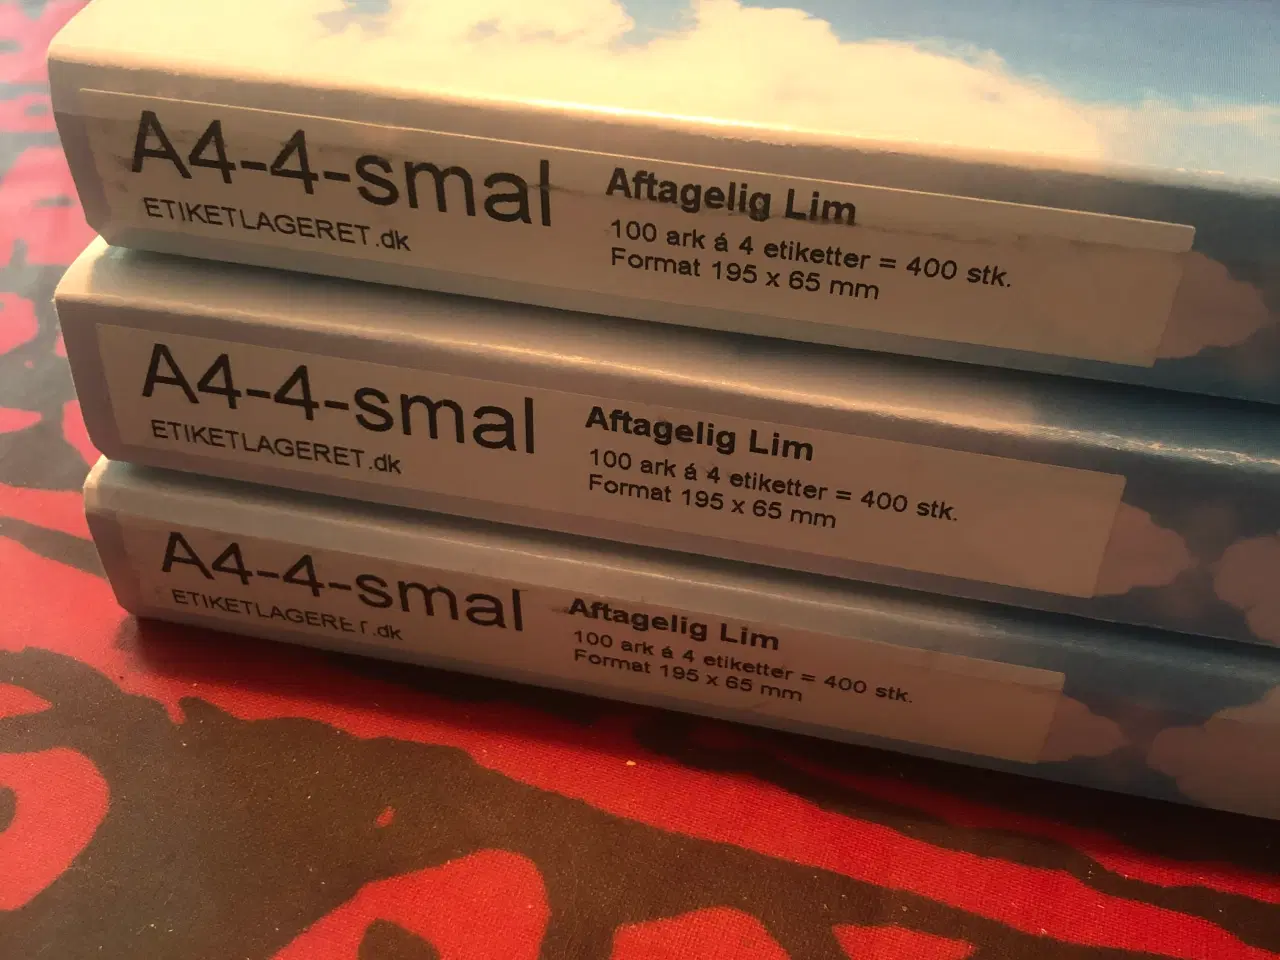 A4-4-smal
ETIKETLAGERET.dk
Aftagelig Lim
100 ark á 4 etiketter = 400 stk.
Format 195 x 65 mm
A4-4-smal
ETIKETLAGERET.dk
Aftagelig Lim
100 ark á 4 etiketter = 400 stk.
Format 195 x 65 mm
A4-4-smal
ETIKETLAGERET.dk
Aftagelig Lim
100 ark á 4 etiketter = 400 stk.
Format 195 x 65 mm